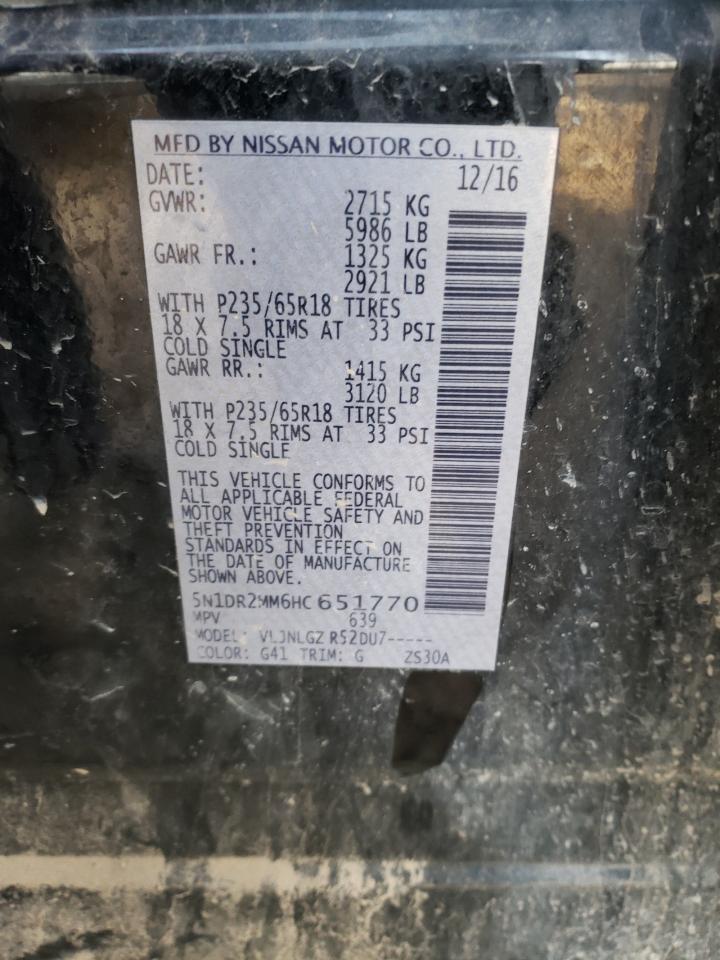 MFD BY NISSAN MOTOR CO., LTD.
DATE: 12/16
GVWR: 2715 KG
5986 LB
GAWR FR.: 1325 KG
2921 LB
WITH P235/65R18 TIRES
18 X 7.5 RIMS AT 33 PSI
COLD SINGLE
GAWR RR.: 1415 KG
3120 LB
WITH P235/65R18 TIRES
18 X 7.5 RIMS AT 33 PSI
COLD SINGLE
THIS VEHICLE CONFORMS TO
ALL APPLICABLE FEDERAL
MOTOR VEHICLE SAFETY AND
THEFT PREVENTION
STANDARDS IN EFFECT ON
THE DATE OF MANUFACTURE
SHOWN ABOVE.
5N1DR2MM6HC651770
MPV 639
MODEL: VLJNLGZ R52DU7-----
COLOR: G41 TRIM: G ZS30A